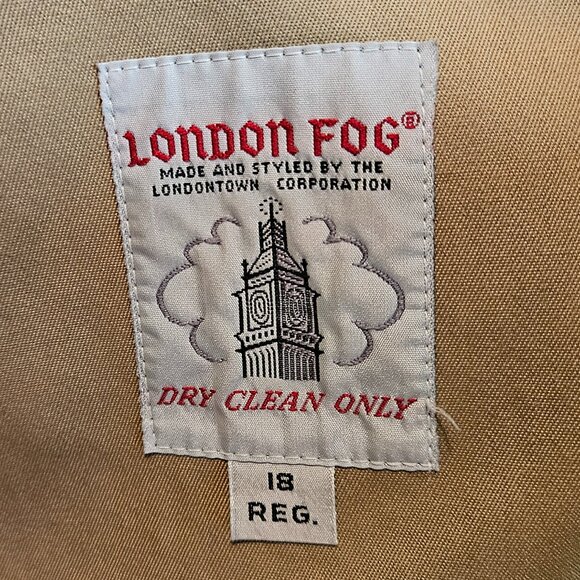 LONDON FOG®
MADE AND STYLED BY THE
LONDONTOWN CORPORATION
DRY CLEAN ONLY
18
REG.